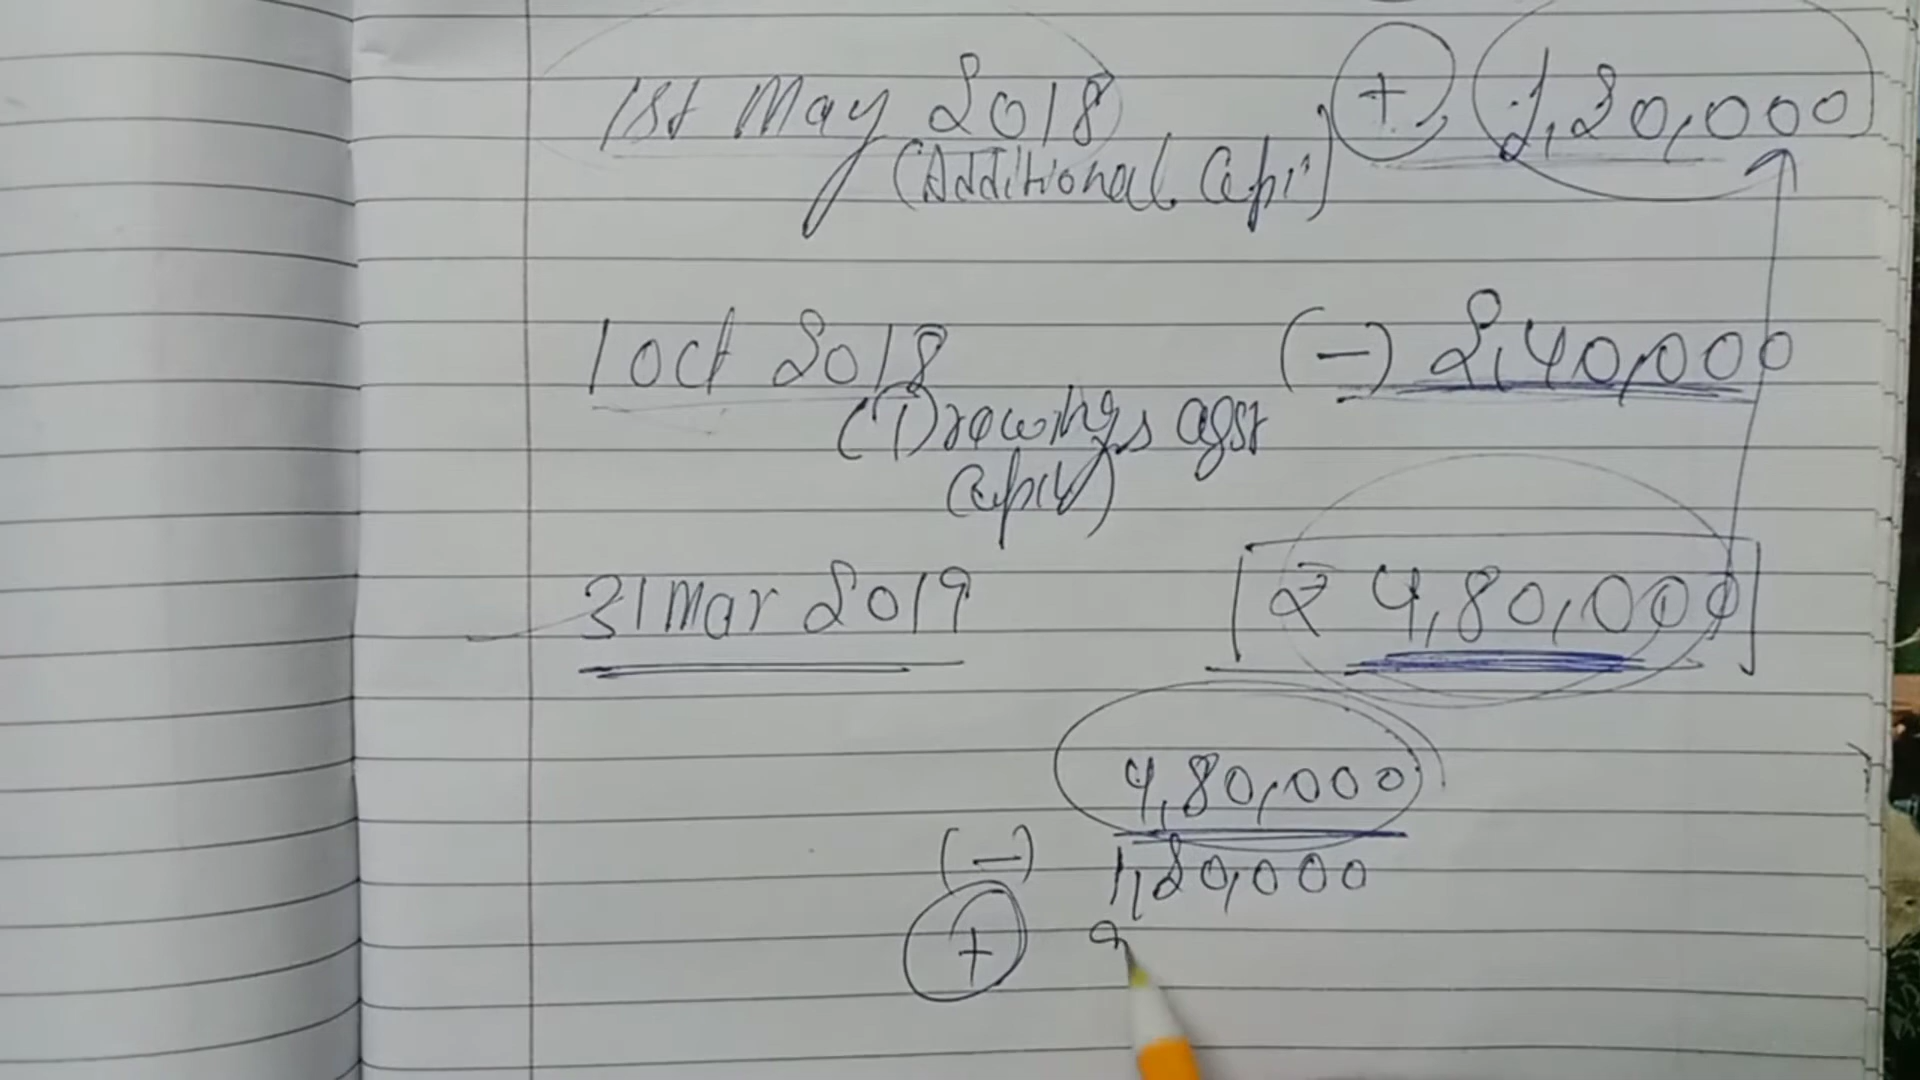 1st May 2018 + 1,20,000
(Additional Capi)
1 Oct 2018 (-) 2,40,000
(Drawings agst
Capil)
31 Mar 2019 ₹ 4,80,000
4,80,000
(-) 1,20,000
+